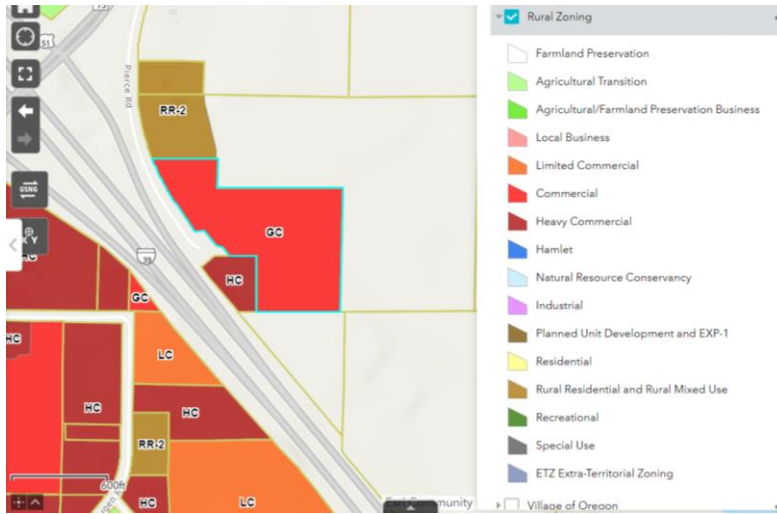 51
Pierce Rd
RR-2
USNG
X Y
GC
39
HC
HC
GC
HC
LC
HC
HC
RR-2
600ft
HC
LC
Esri Community
Rural Zoning
Farmland Preservation
Agricultural Transition
Agricultural/Farmland Preservation Business
Local Business
Limited Commercial
Commercial
Heavy Commercial
Hamlet
Natural Resource Conservancy
Industrial
Planned Unit Development and EXP-1
Residential
Rural Residential and Rural Mixed Use
Recreational
Special Use
ETZ Extra-Territorial Zoning
Village of Oregon